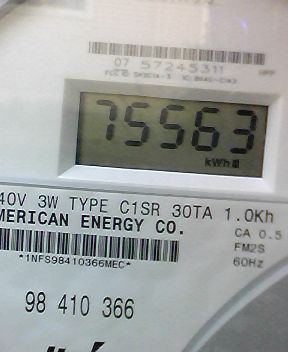 07 57245311
75563
kWh
40V 3W TYPE C1SR 30TA 1.0Kh
MERICAN ENERGY CO.
CA 0.5
FM2S
*1NFS98410366MEC*
60Hz
98 410 366